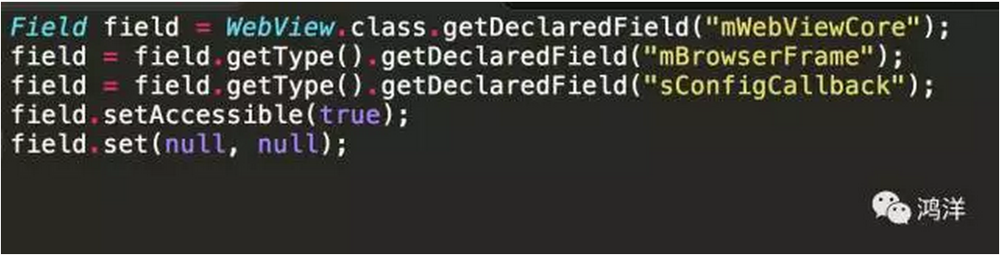 Field field = WebView.class.getDeclaredField("mWebViewCore");
field = field.getType().getDeclaredField("mBrowserFrame");
field = field.getType().getDeclaredField("sConfigCallback");
field.setAccessible(true);
field.set(null, null);
鸿洋